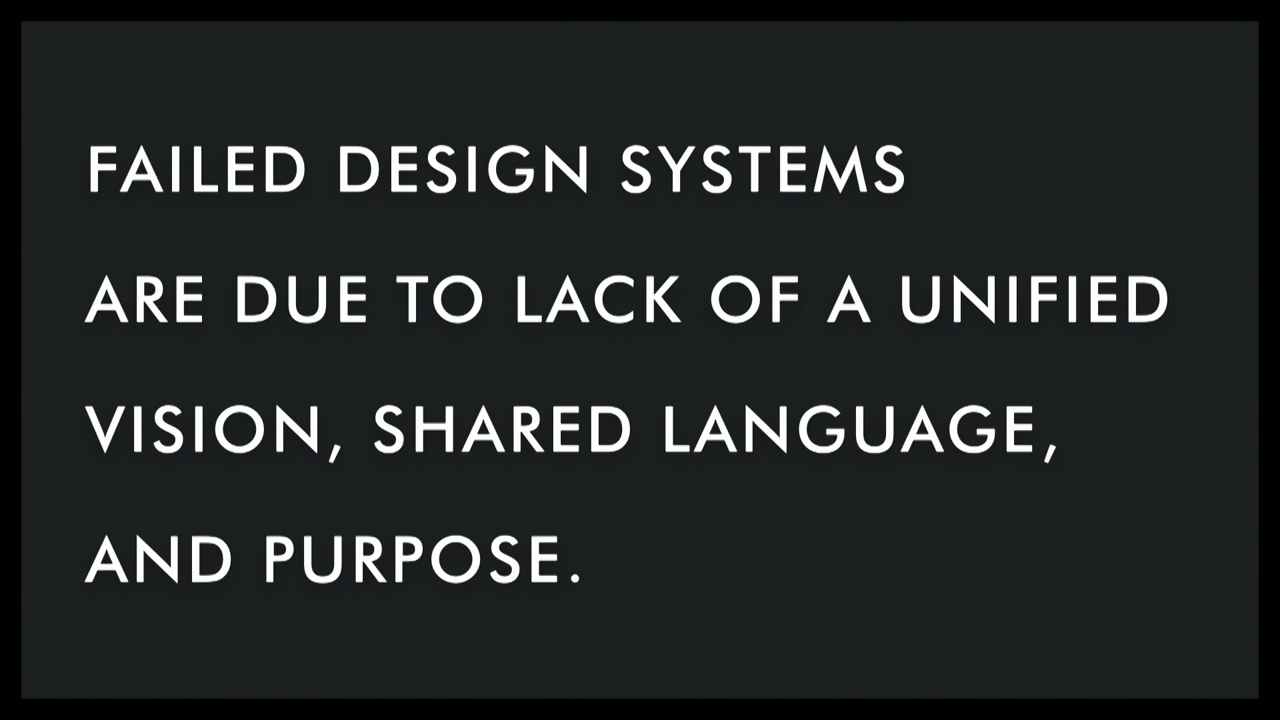 FAILED DESIGN SYSTEMS
ARE DUE TO LACK OF A UNIFIED
VISION, SHARED LANGUAGE,
AND PURPOSE.